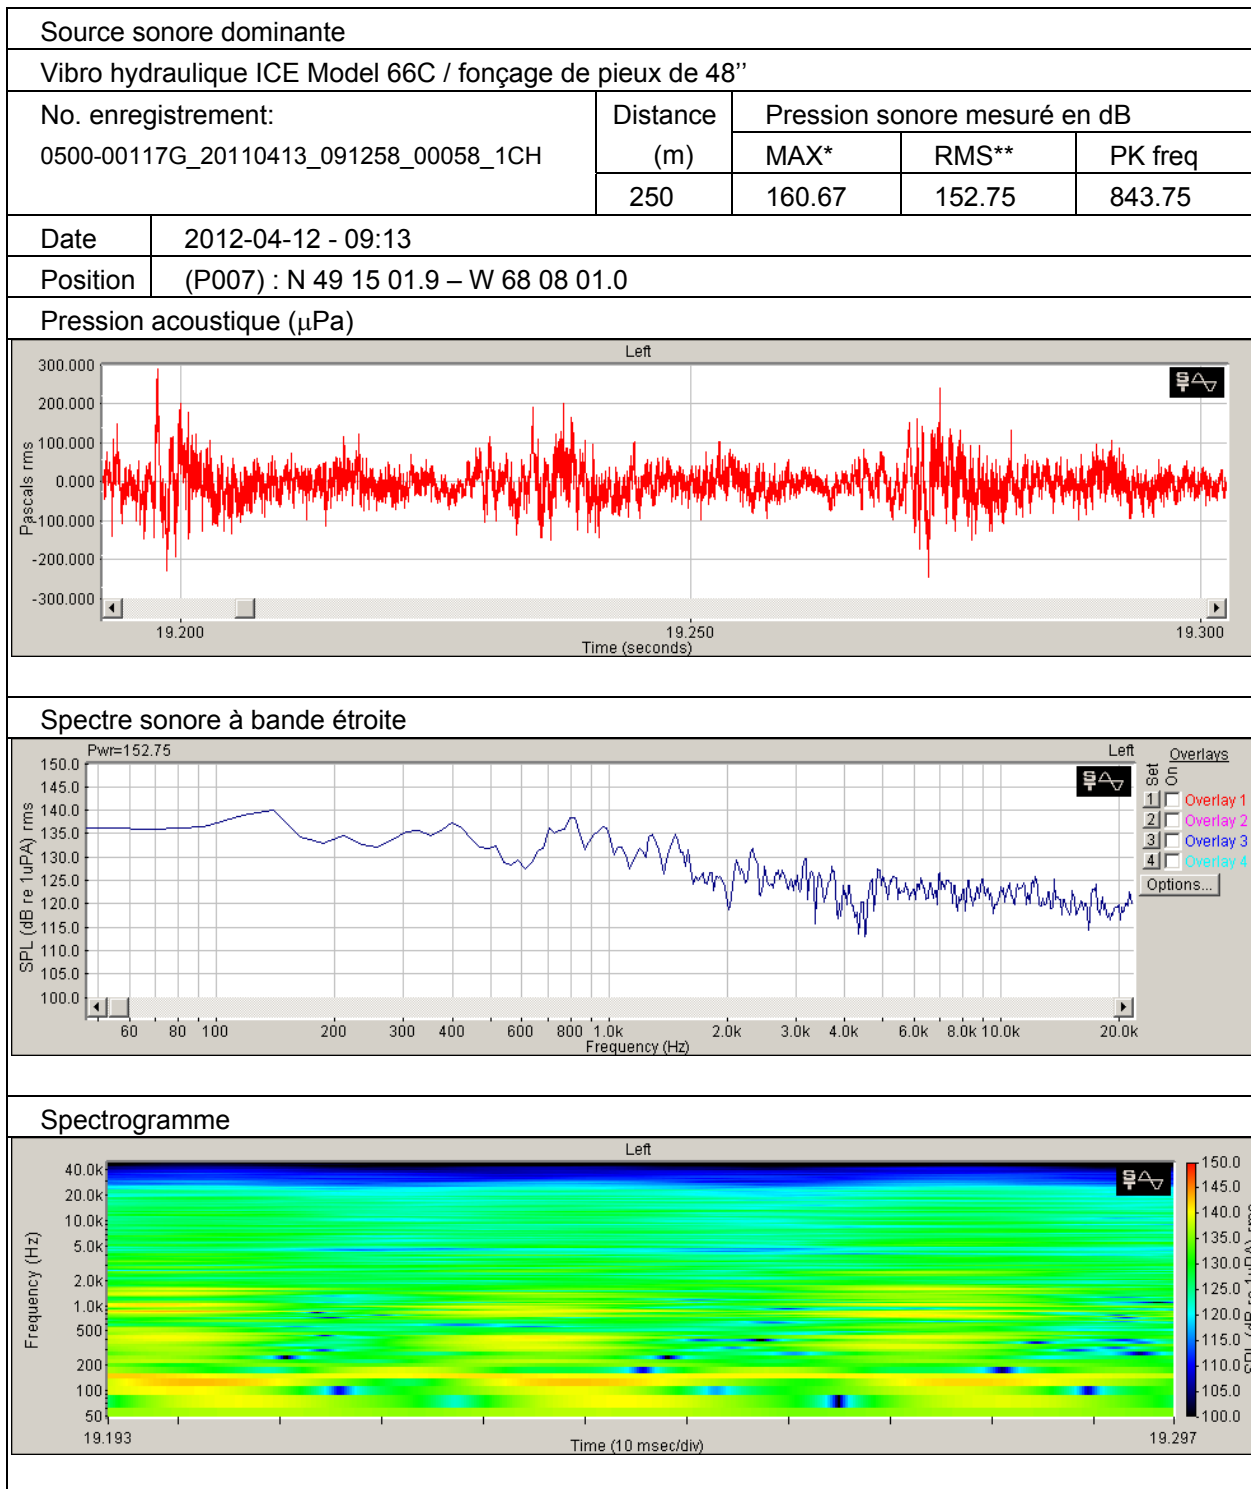 Source sonore dominante
Vibro hydraulique ICE Model 66C / fonçage de pieux de 48’’
No. enregistrement:
0500-00117G_20110413_091258_00058_1CH
Distance
(m)
Pression sonore mesuré en dB
MAX* RMS** PK freq
250 160.67 152.75 843.75
Date 2012-04-12 - 09:13
Position (P007) : N 49 15 01.9 – W 68 08 01.0
Pression acoustique (µPa)
Left
300.000
200.000
100.000
0.000
-100.000
-200.000
-300.000
Pascals rms
19.200 19.250 19.300
Time (seconds)
Spectre sonore à bande étroite
Pwr=152.75 Left
150.0
145.0
140.0
135.0
130.0
125.0
120.0
115.0
110.0
105.0
100.0
SPL (dB re 1uPA) rms
60 80 100 200 300 400 600 800 1.0k 2.0k 3.0k 4.0k 6.0k 8.0k 10.0k 20.0k
Frequency (Hz)
Overlays
Set On
1 Overlay 1
2 Overlay 2
3 Overlay 3
4 Overlay 4
Options...
Spectrogramme
Left
40.0k
20.0k
10.0k
5.0k
2.0k
1.0k
500
200
100
50
Frequency (Hz)
19.193 19.297
Time (10 msec/div)
150.0
145.0
140.0
135.0
130.0
125.0
120.0
115.0
110.0
105.0
100.0
SPL (dB re 1uPA) rms